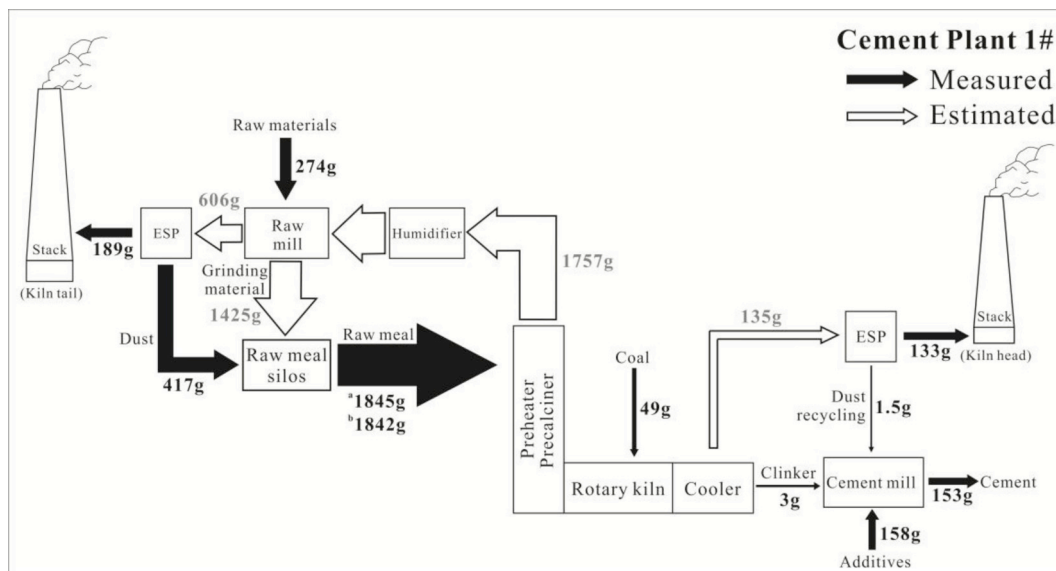 Cement Plant 1#
Measured
Estimated
Raw materials
274g
606g
ESP
Raw
mill
Humidifier
Stack
189g
(Kiln tail)
Grinding
material
1425g
1757g
Dust
Raw meal
silos
417g
Raw meal
a1845g
b1842g
Preheater
Precalciner
135g
ESP
Stack
133g
(Kiln head)
Coal
49g
Dust
recycling
1.5g
Rotary kiln
Cooler
Clinker
3g
Cement mill
153g
Cement
158g
Additives